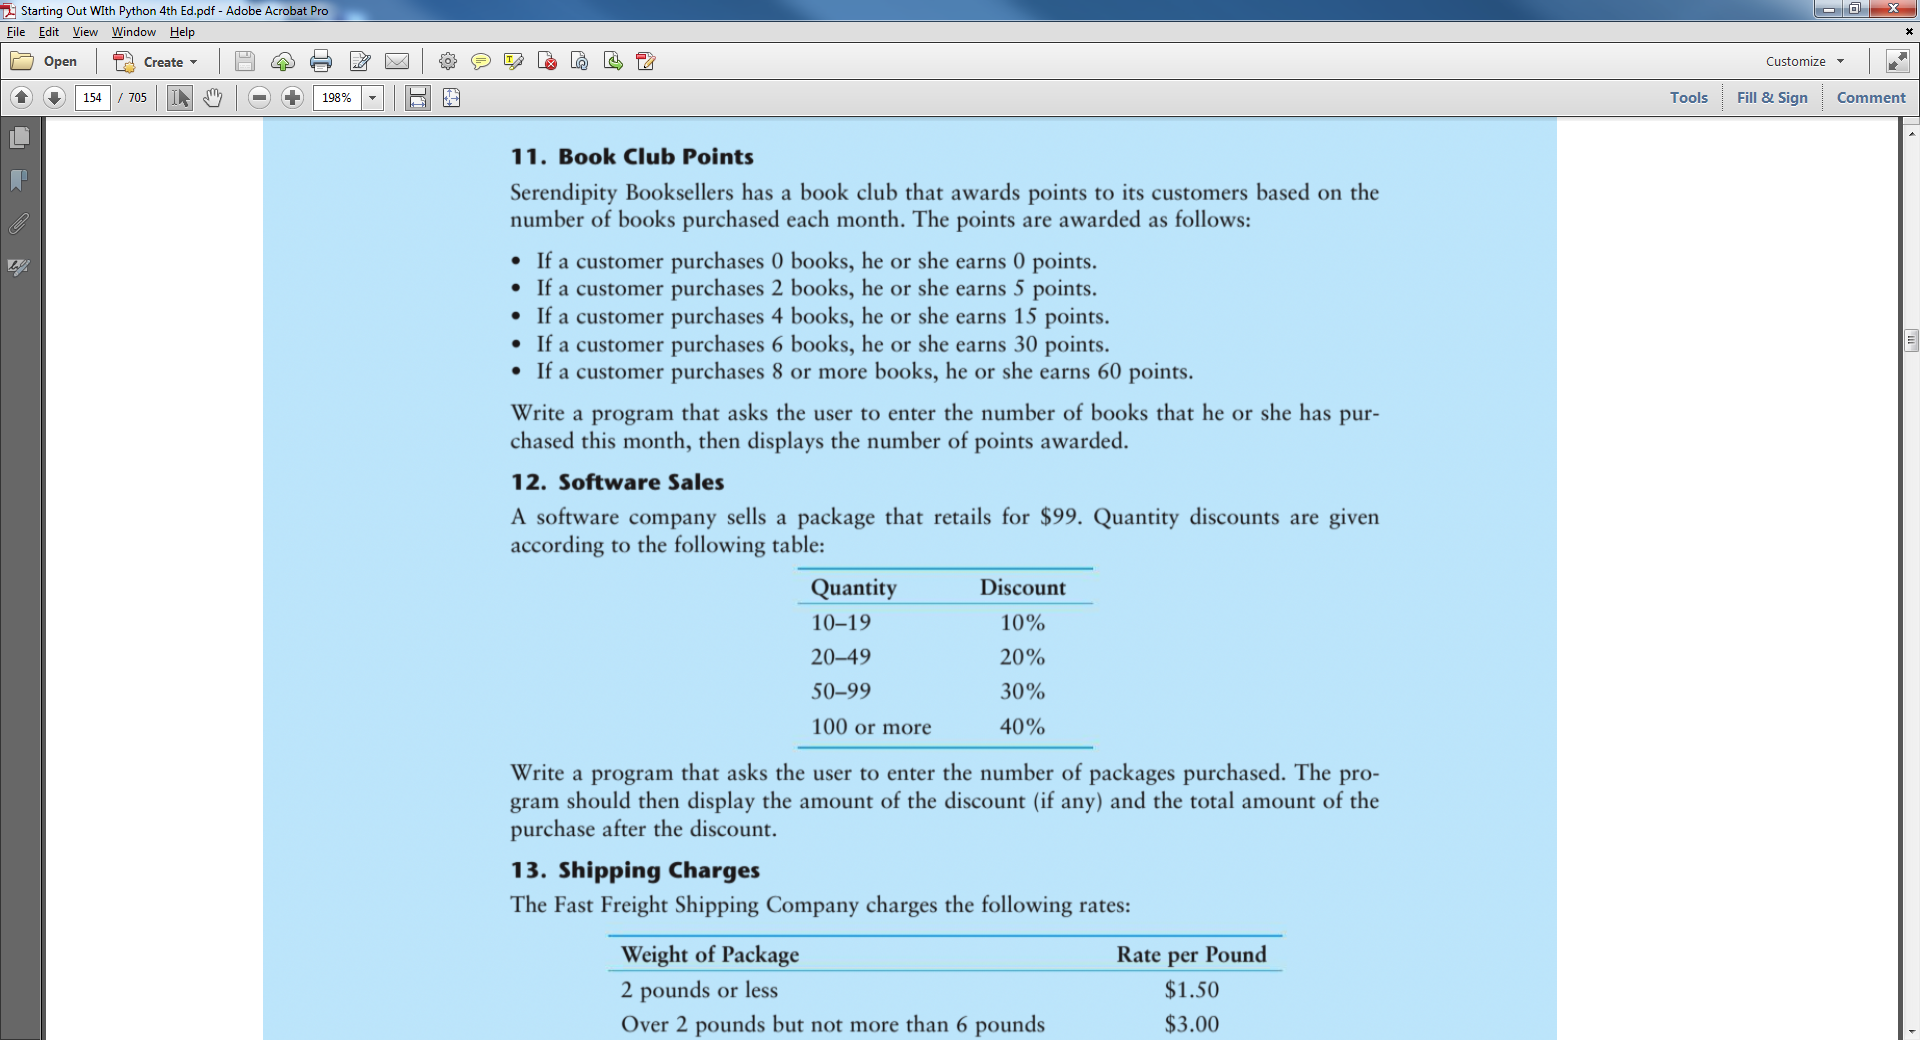 Starting Out WIth Python 4th Ed.pdf - Adobe Acrobat Pro
File Edit View Window Help
Open Create Customize
154 / 705 198% Tools Fill & Sign Comment
11. Book Club Points
Serendipity Booksellers has a book club that awards points to its customers based on the
number of books purchased each month. The points are awarded as follows:
• If a customer purchases 0 books, he or she earns 0 points.
• If a customer purchases 2 books, he or she earns 5 points.
• If a customer purchases 4 books, he or she earns 15 points.
• If a customer purchases 6 books, he or she earns 30 points.
• If a customer purchases 8 or more books, he or she earns 60 points.
Write a program that asks the user to enter the number of books that he or she has pur-
chased this month, then displays the number of points awarded.
12. Software Sales
A software company sells a package that retails for $99. Quantity discounts are given
according to the following table:
Quantity Discount
10–19 10%
20–49 20%
50–99 30%
100 or more 40%
Write a program that asks the user to enter the number of packages purchased. The pro-
gram should then display the amount of the discount (if any) and the total amount of the
purchase after the discount.
13. Shipping Charges
The Fast Freight Shipping Company charges the following rates:
Weight of Package Rate per Pound
2 pounds or less $1.50
Over 2 pounds but not more than 6 pounds $3.00